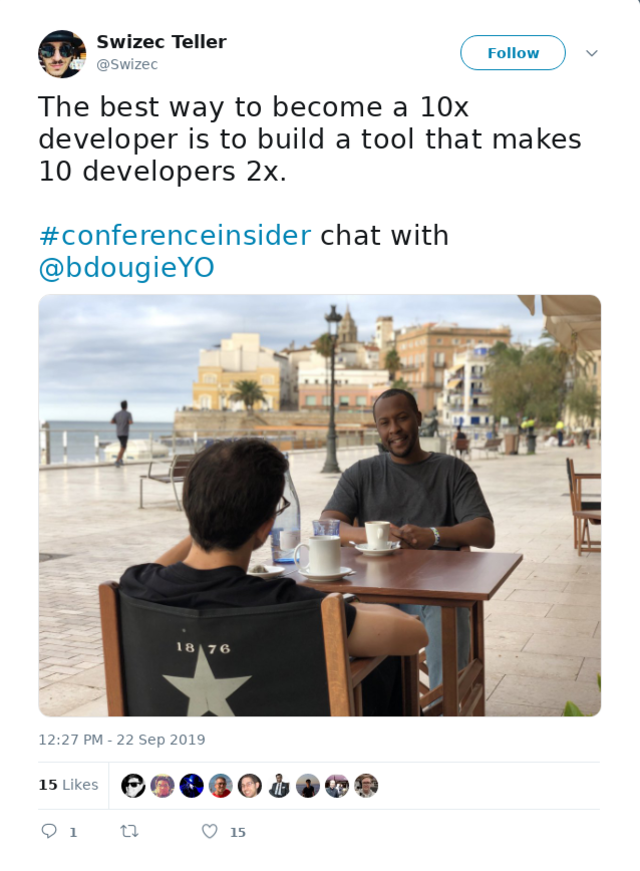 Swizec Teller
@Swizec
Follow
The best way to become a 10x
developer is to build a tool that makes
10 developers 2x.
#conferenceinsider chat with
@bdougieYO
18 76
12:27 PM - 22 Sep 2019
15 Likes
1
15